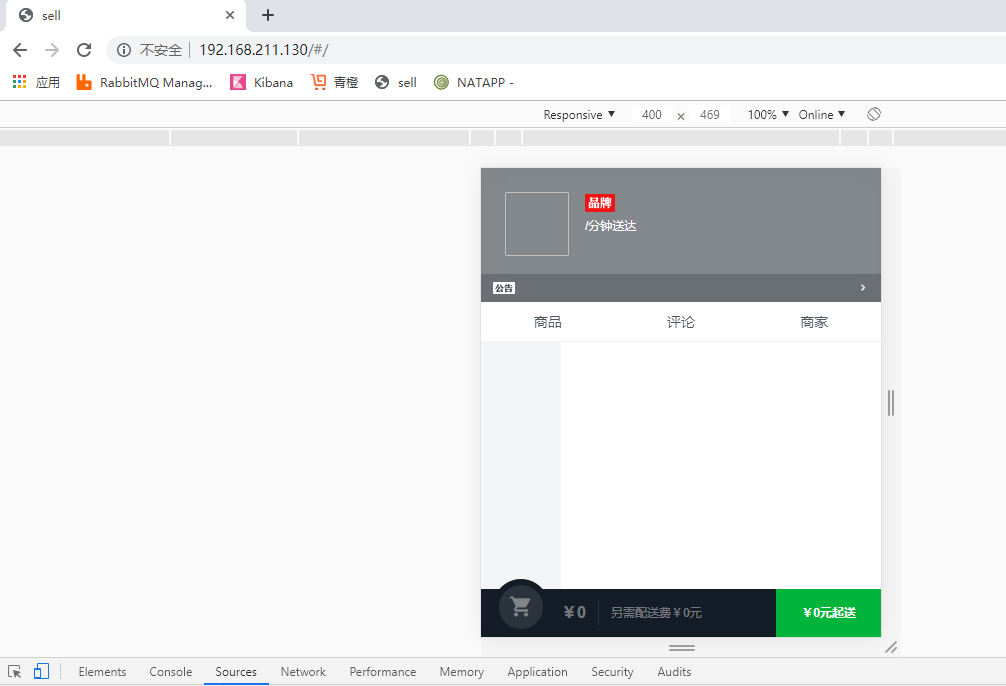 sell
不安全 192.168.211.130/#/
应用 RabbitMQ Manag... Kibana 青橙 sell NATAPP -
Responsive 400 × 469 100% Online
品牌
/分钟送达
公告
商品 评论 商家
¥0 另需配送费¥0元 ¥0元起送
Elements Console Sources Network Performance Memory Application Security Audits